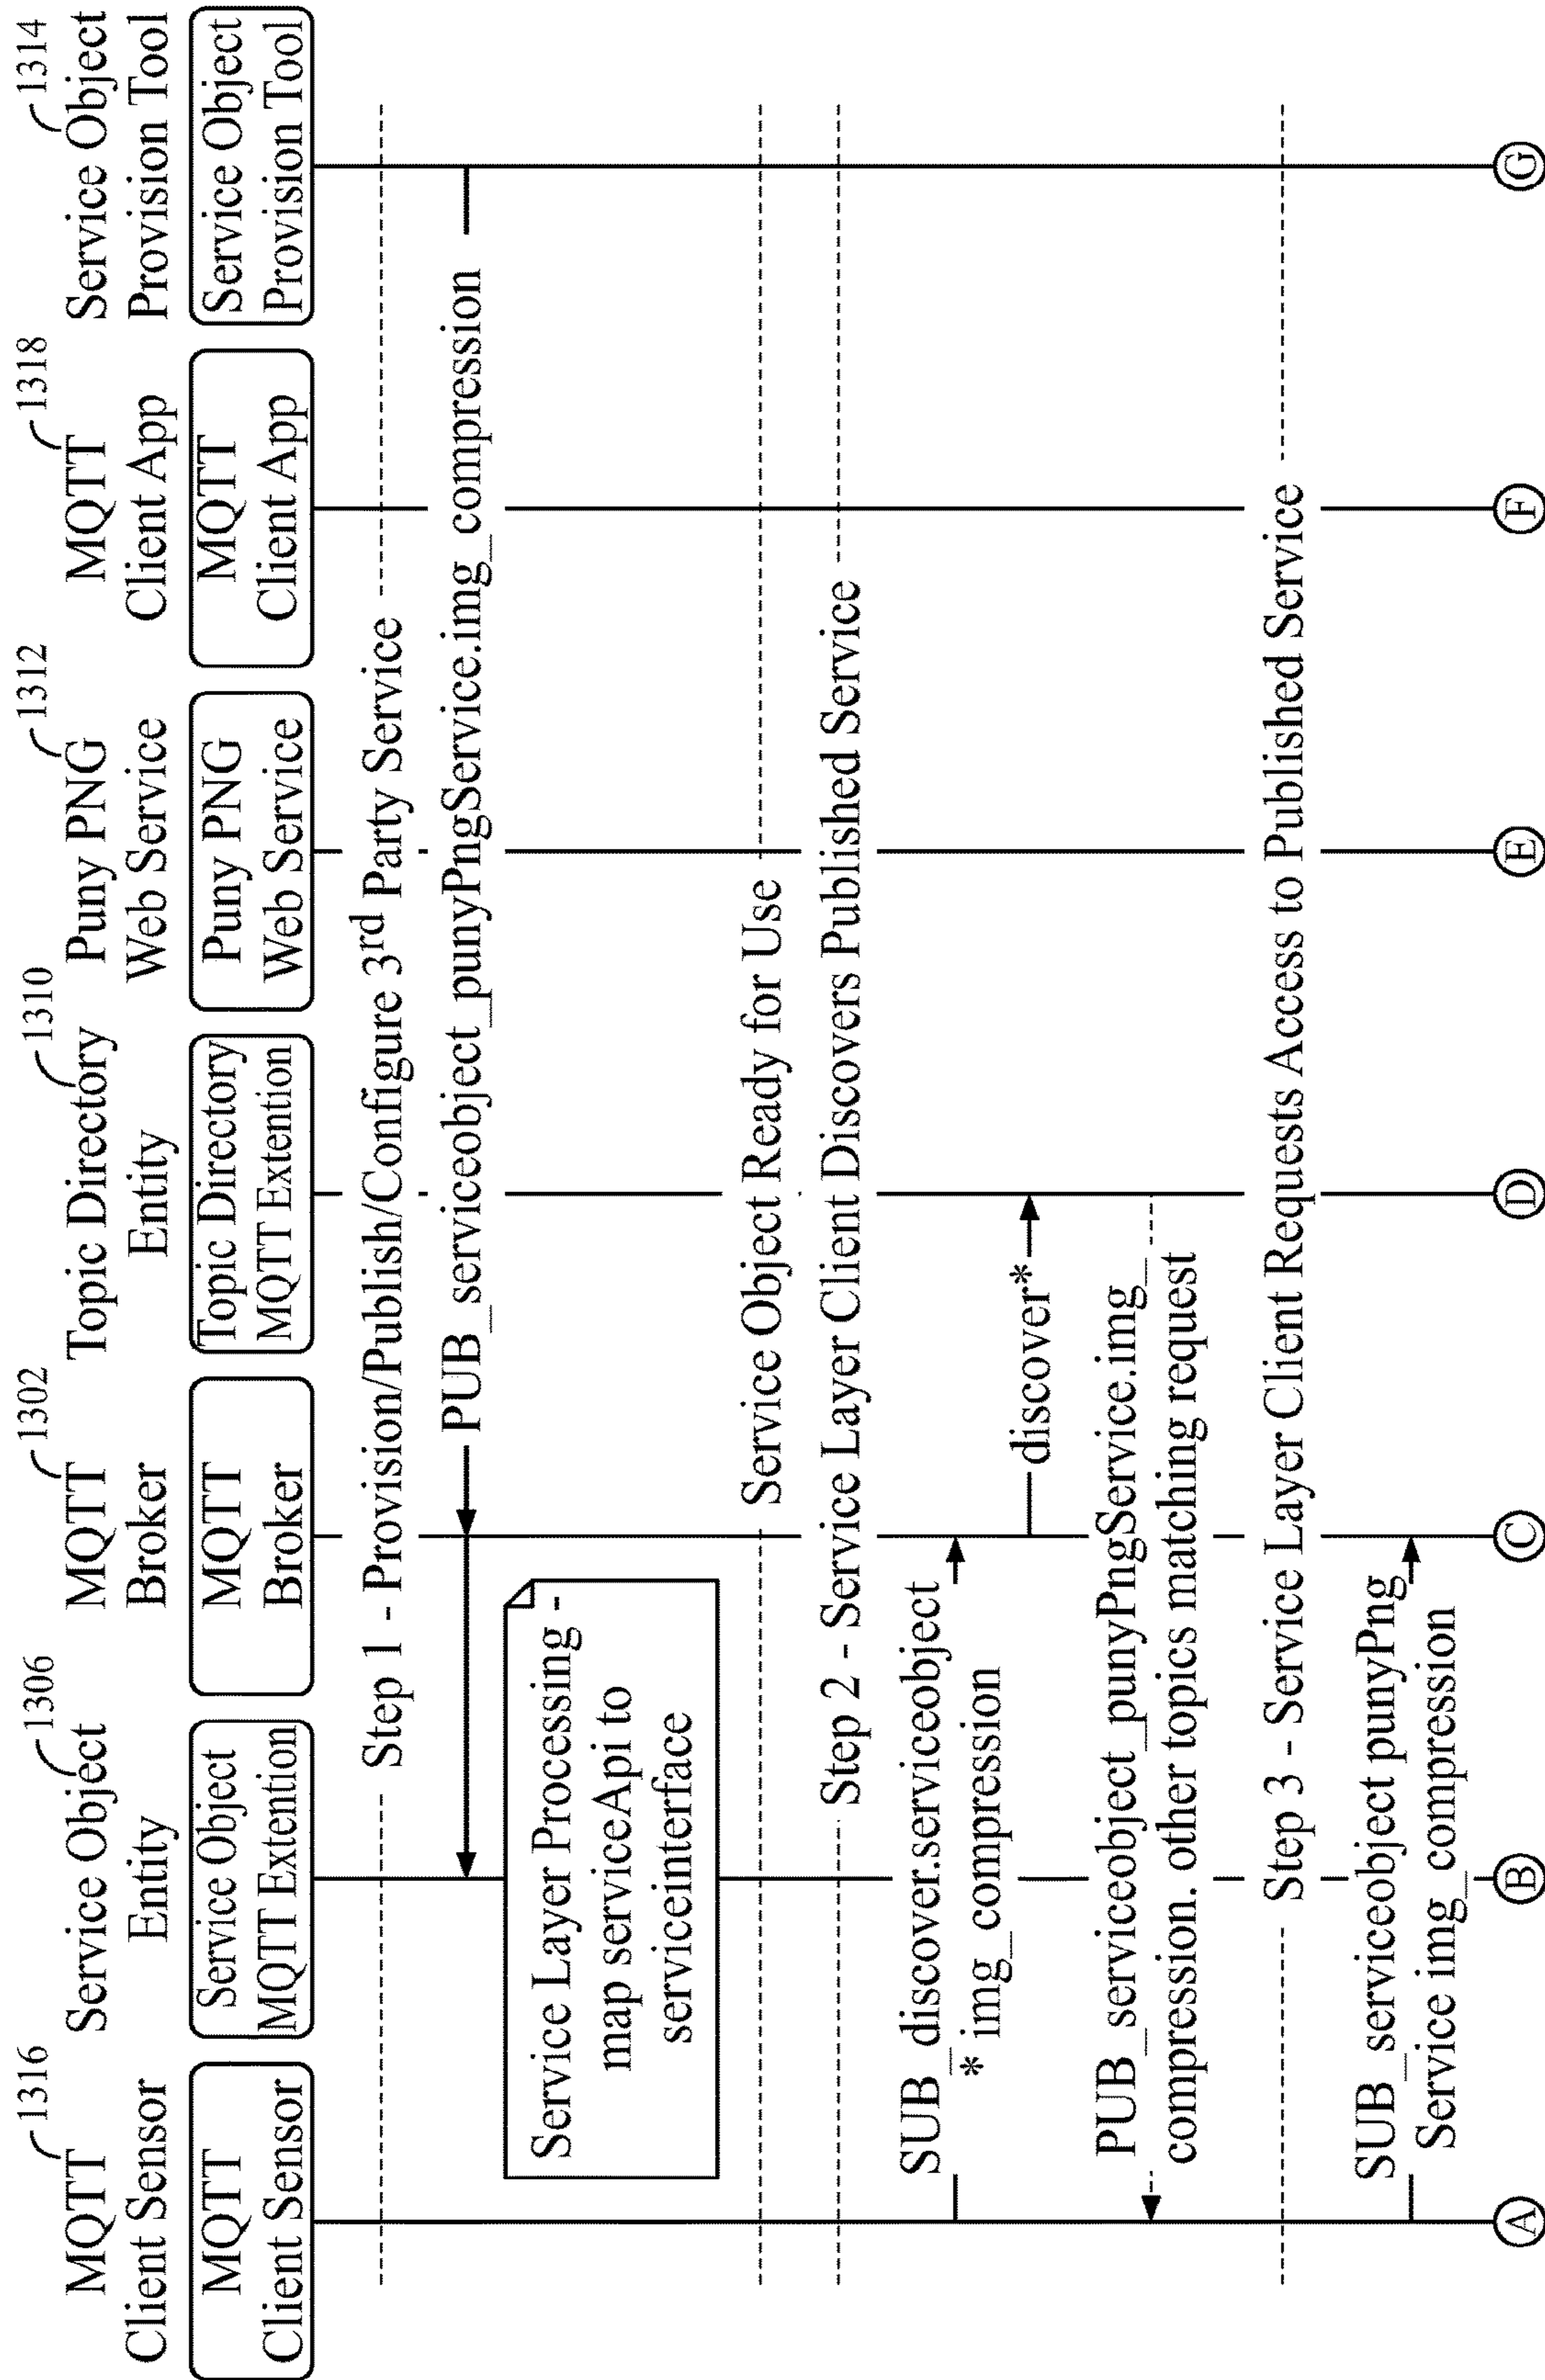 1316
MQTT
Client Sensor
1306
Service Object
Entity
1302
MQTT
Broker
1310
Topic Directory
Entity
1312
Puny PNG
Web Service
1318
MQTT
Client App
1314
Service Object
Provision Tool
MQTT
Client Sensor
Service Object
MQTT Extention
MQTT
Broker
Topic Directory
MQTT Extention
Puny PNG
Web Service
MQTT
Client App
Service Object
Provision Tool
Step 1 - Provision/Publish/Configure 3rd Party Service
PUB_serviceobject_punyPngService.img_compression
Service Layer Processing -
map serviceApi to
serviceinterface
Service Object Ready for Use
Step 2 - Service Layer Client Discovers Published Service
SUB_discover.serviceobject
* img_compression
discover*
PUB_serviceobject_punyPngService.img_
compression. other topics matching request
Step 3 - Service Layer Client Requests Access to Published Service
SUB_serviceobject punyPng
Service img_compression
A
B
C
D
E
F
G